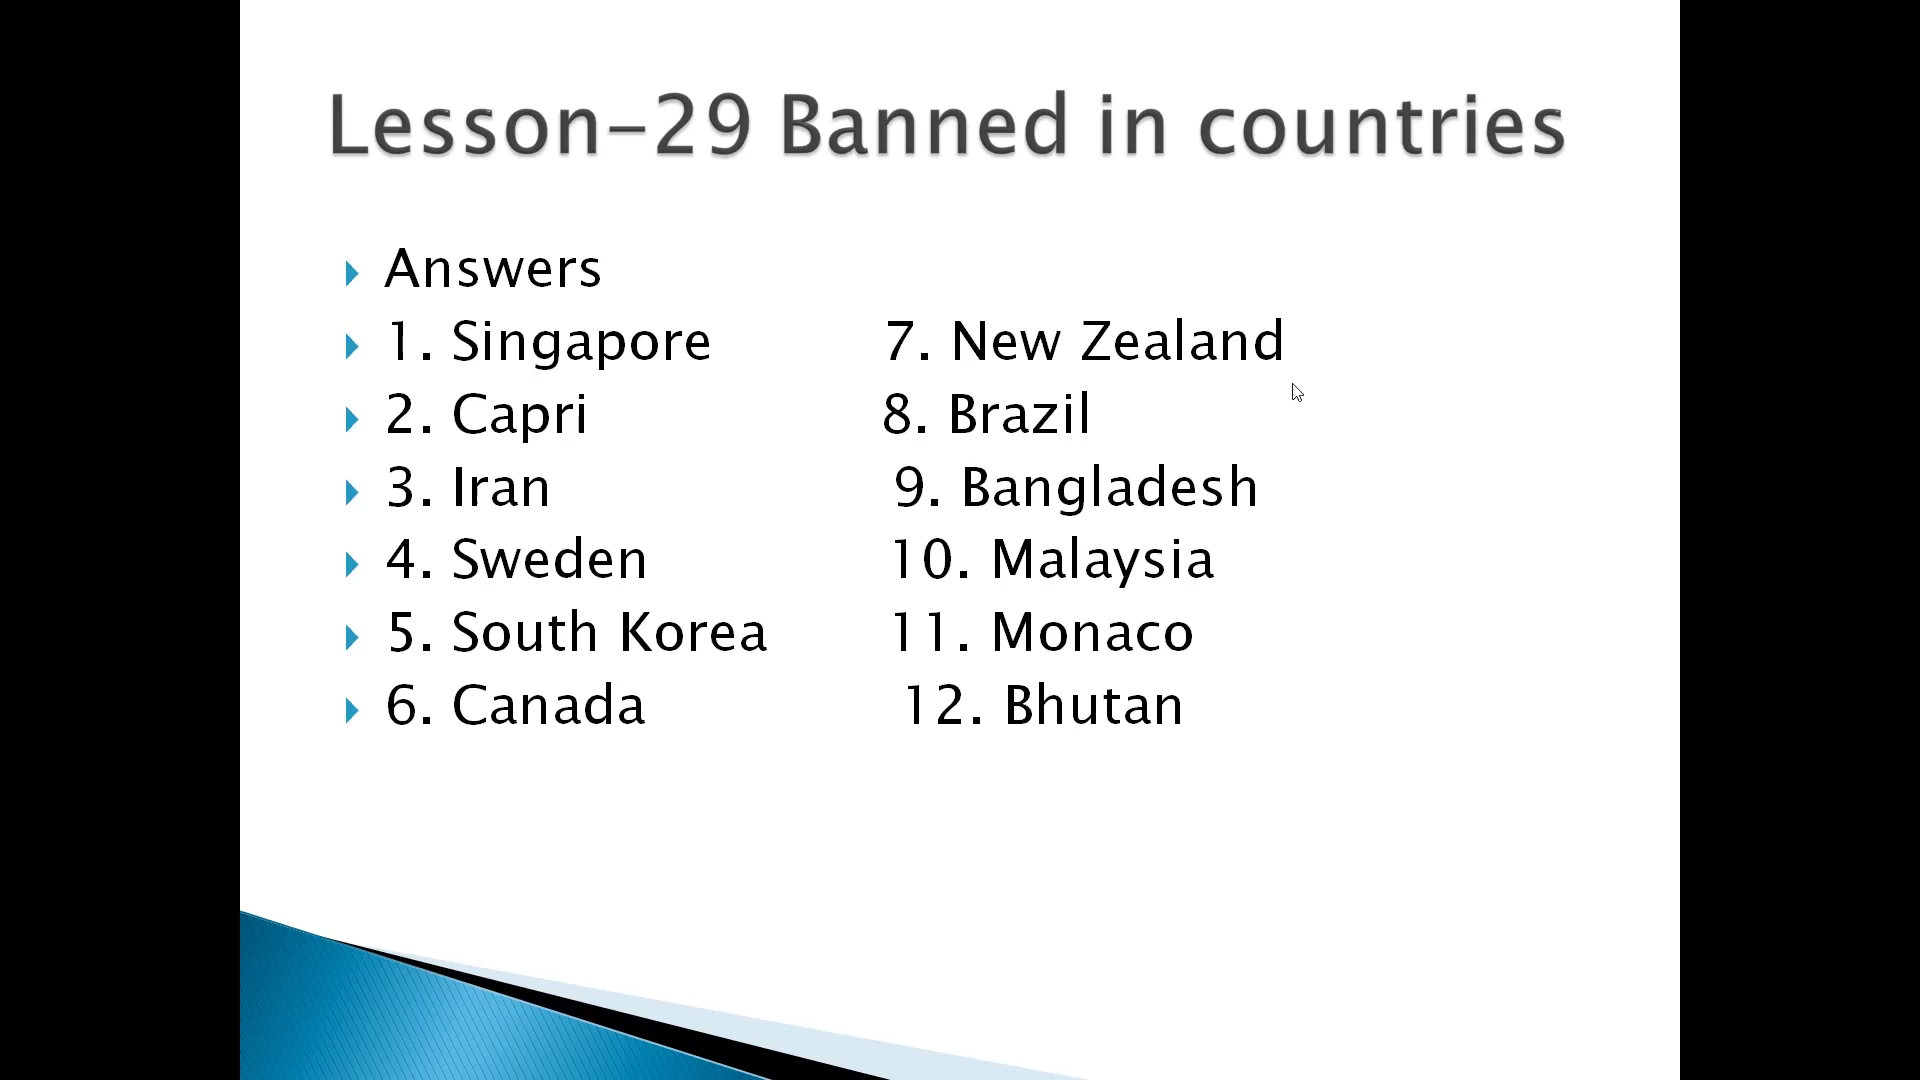 Lesson-29 Banned in countries
Answers
1. Singapore 7. New Zealand
2. Capri 8. Brazil
3. Iran 9. Bangladesh
4. Sweden 10. Malaysia
5. South Korea 11. Monaco
6. Canada 12. Bhutan